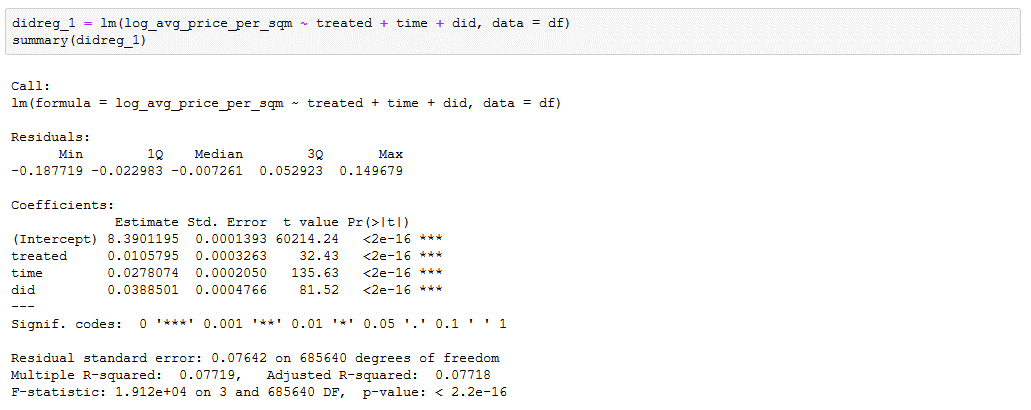 didreg_1 = lm(log_avg_price_per_sqm ~ treated + time + did, data = df)
summary(didreg_1)
Call:
lm(formula = log_avg_price_per_sqm ~ treated + time + did, data = df)
Residuals:
Min 1Q Median 3Q Max
-0.187719 -0.022983 -0.007261 0.052923 0.149679
Coefficients:
Estimate Std. Error t value Pr(>|t|)
(Intercept) 8.3901195 0.0001393 60214.24 <2e-16 ***
treated 0.0105795 0.0003263 32.43 <2e-16 ***
time 0.0278074 0.0002050 135.63 <2e-16 ***
did 0.0388501 0.0004766 81.52 <2e-16 ***
---
Signif. codes: 0 '***' 0.001 '**' 0.01 '*' 0.05 '.' 0.1 ' ' 1
Residual standard error: 0.07642 on 685640 degrees of freedom
Multiple R-squared: 0.07719, Adjusted R-squared: 0.07718
F-statistic: 1.912e+04 on 3 and 685640 DF, p-value: < 2.2e-16